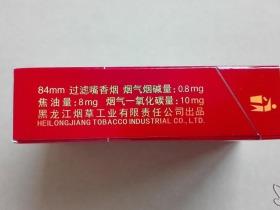 84mm 过滤嘴香烟 烟气烟碱量:0.8mg
焦油量:8mg 烟气一氧化碳量:10mg
黑龙江烟草工业有限责任公司出品
HEILONGJIANG TOBACCO INDUSTRIAL CO., LTD.